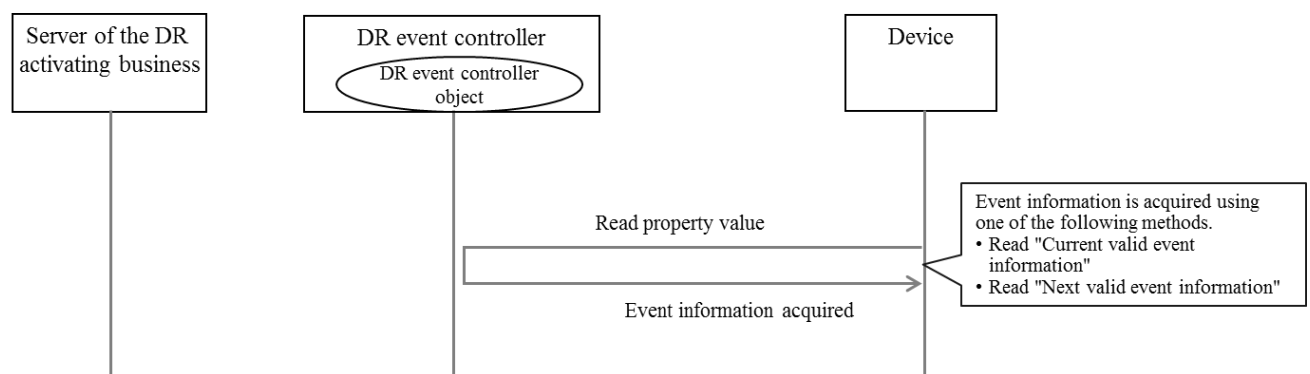 Server of the DR
activating business
DR event controller
DR event controller
object
Device
Event information is acquired using
one of the following methods.
• Read "Current valid event
information"
• Read "Next valid event information"
Read property value
Event information acquired